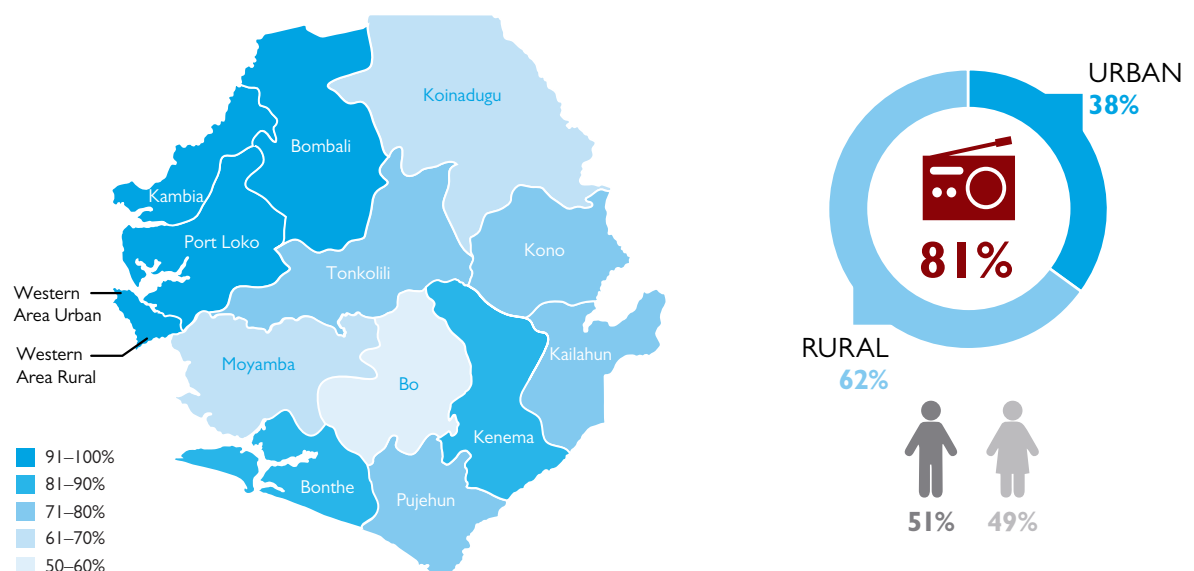 Koinadugu
Bombali
Kambia
Port Loko
Kono
Tonkolili
Western
Area Urban
Western
Area Rural
Moyamba
Bo
Kailahun
Kenema
Bonthe
Pujehun
91–100%
81–90%
71–80%
61–70%
50–60%
URBAN
38%
81%
RURAL
62%
51%
49%